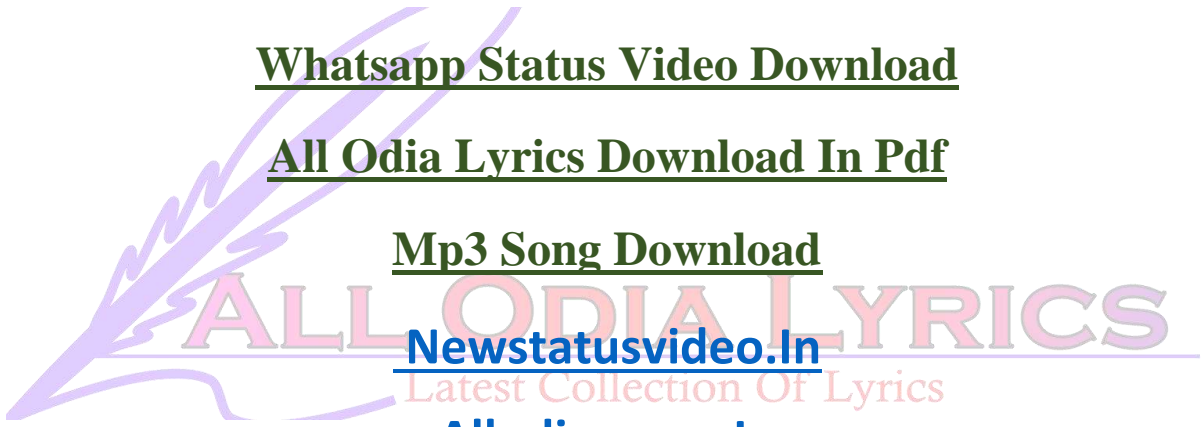 Whatsapp Status Video Download
All Odia Lyrics Download In Pdf
Mp3 Song Download
ALL ODIA LYRICS
Newstatusvideo.In
Latest Collection Of Lyrics